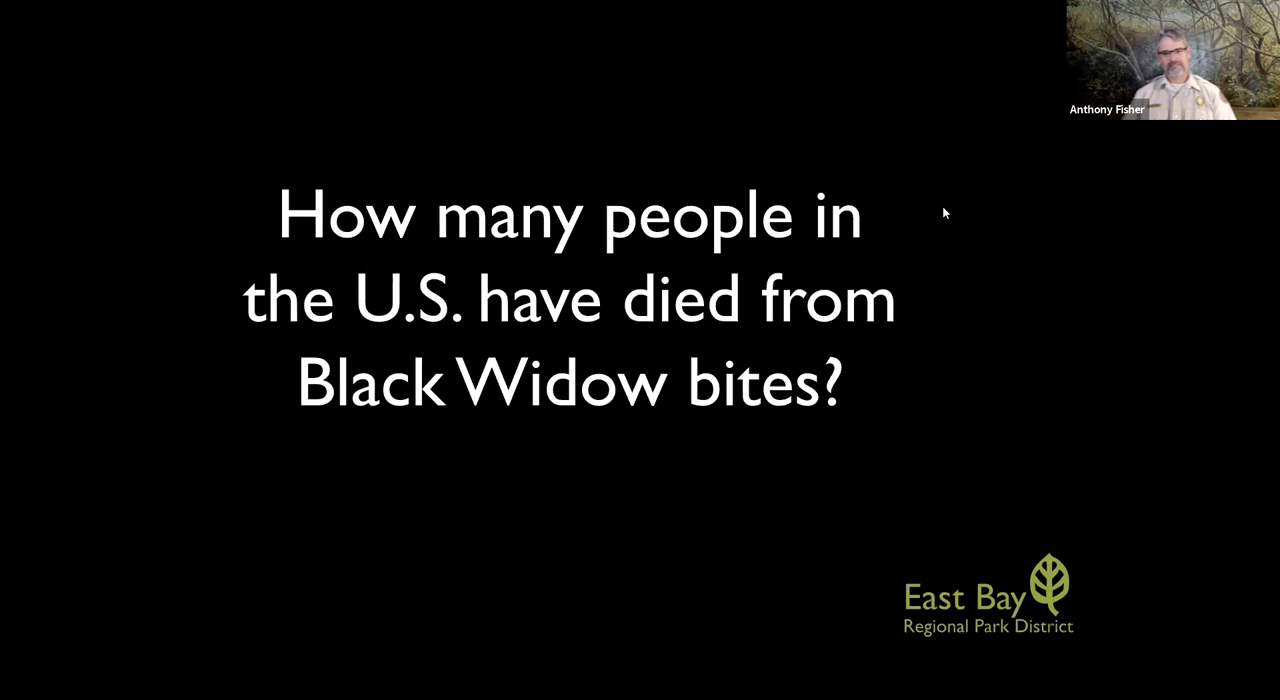 Anthony Fisher
How many people in
the U.S. have died from
Black Widow bites?
East Bay
Regional Park District